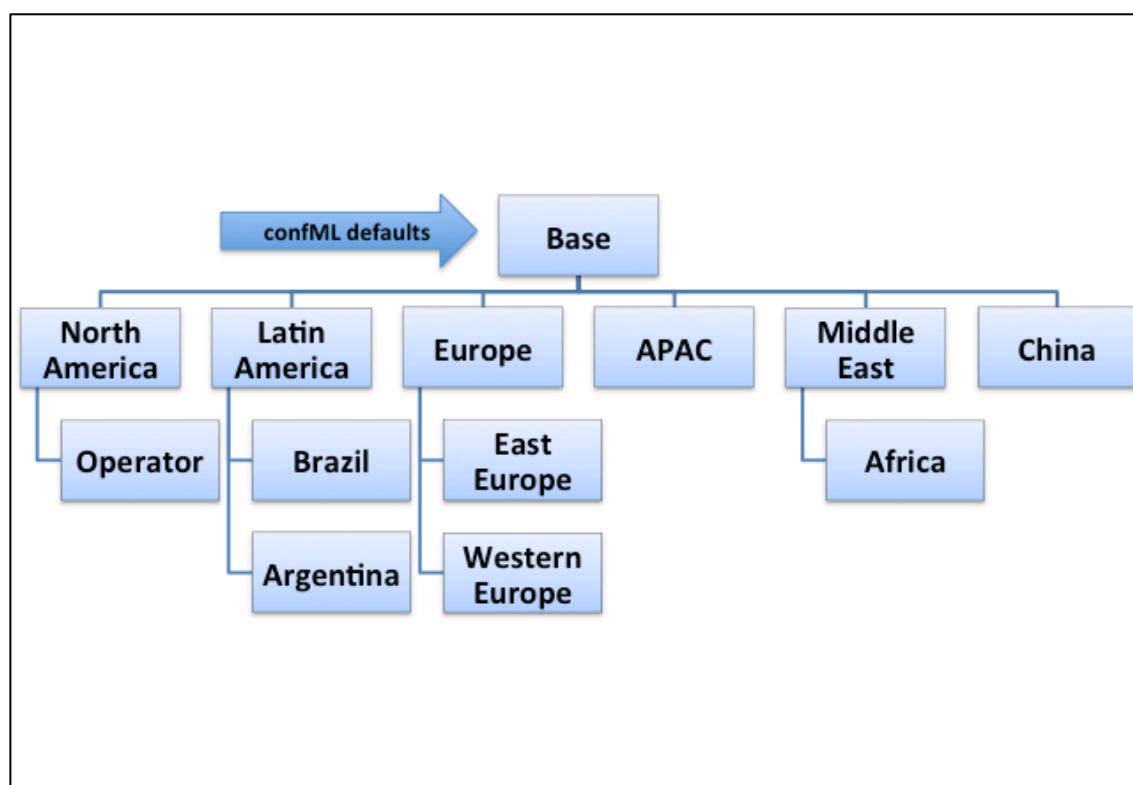 confML defaults
Base
North
America
Latin
America
Europe
APAC
Middle
East
China
Operator
Brazil
East
Europe
Africa
Argentina
Western
Europe